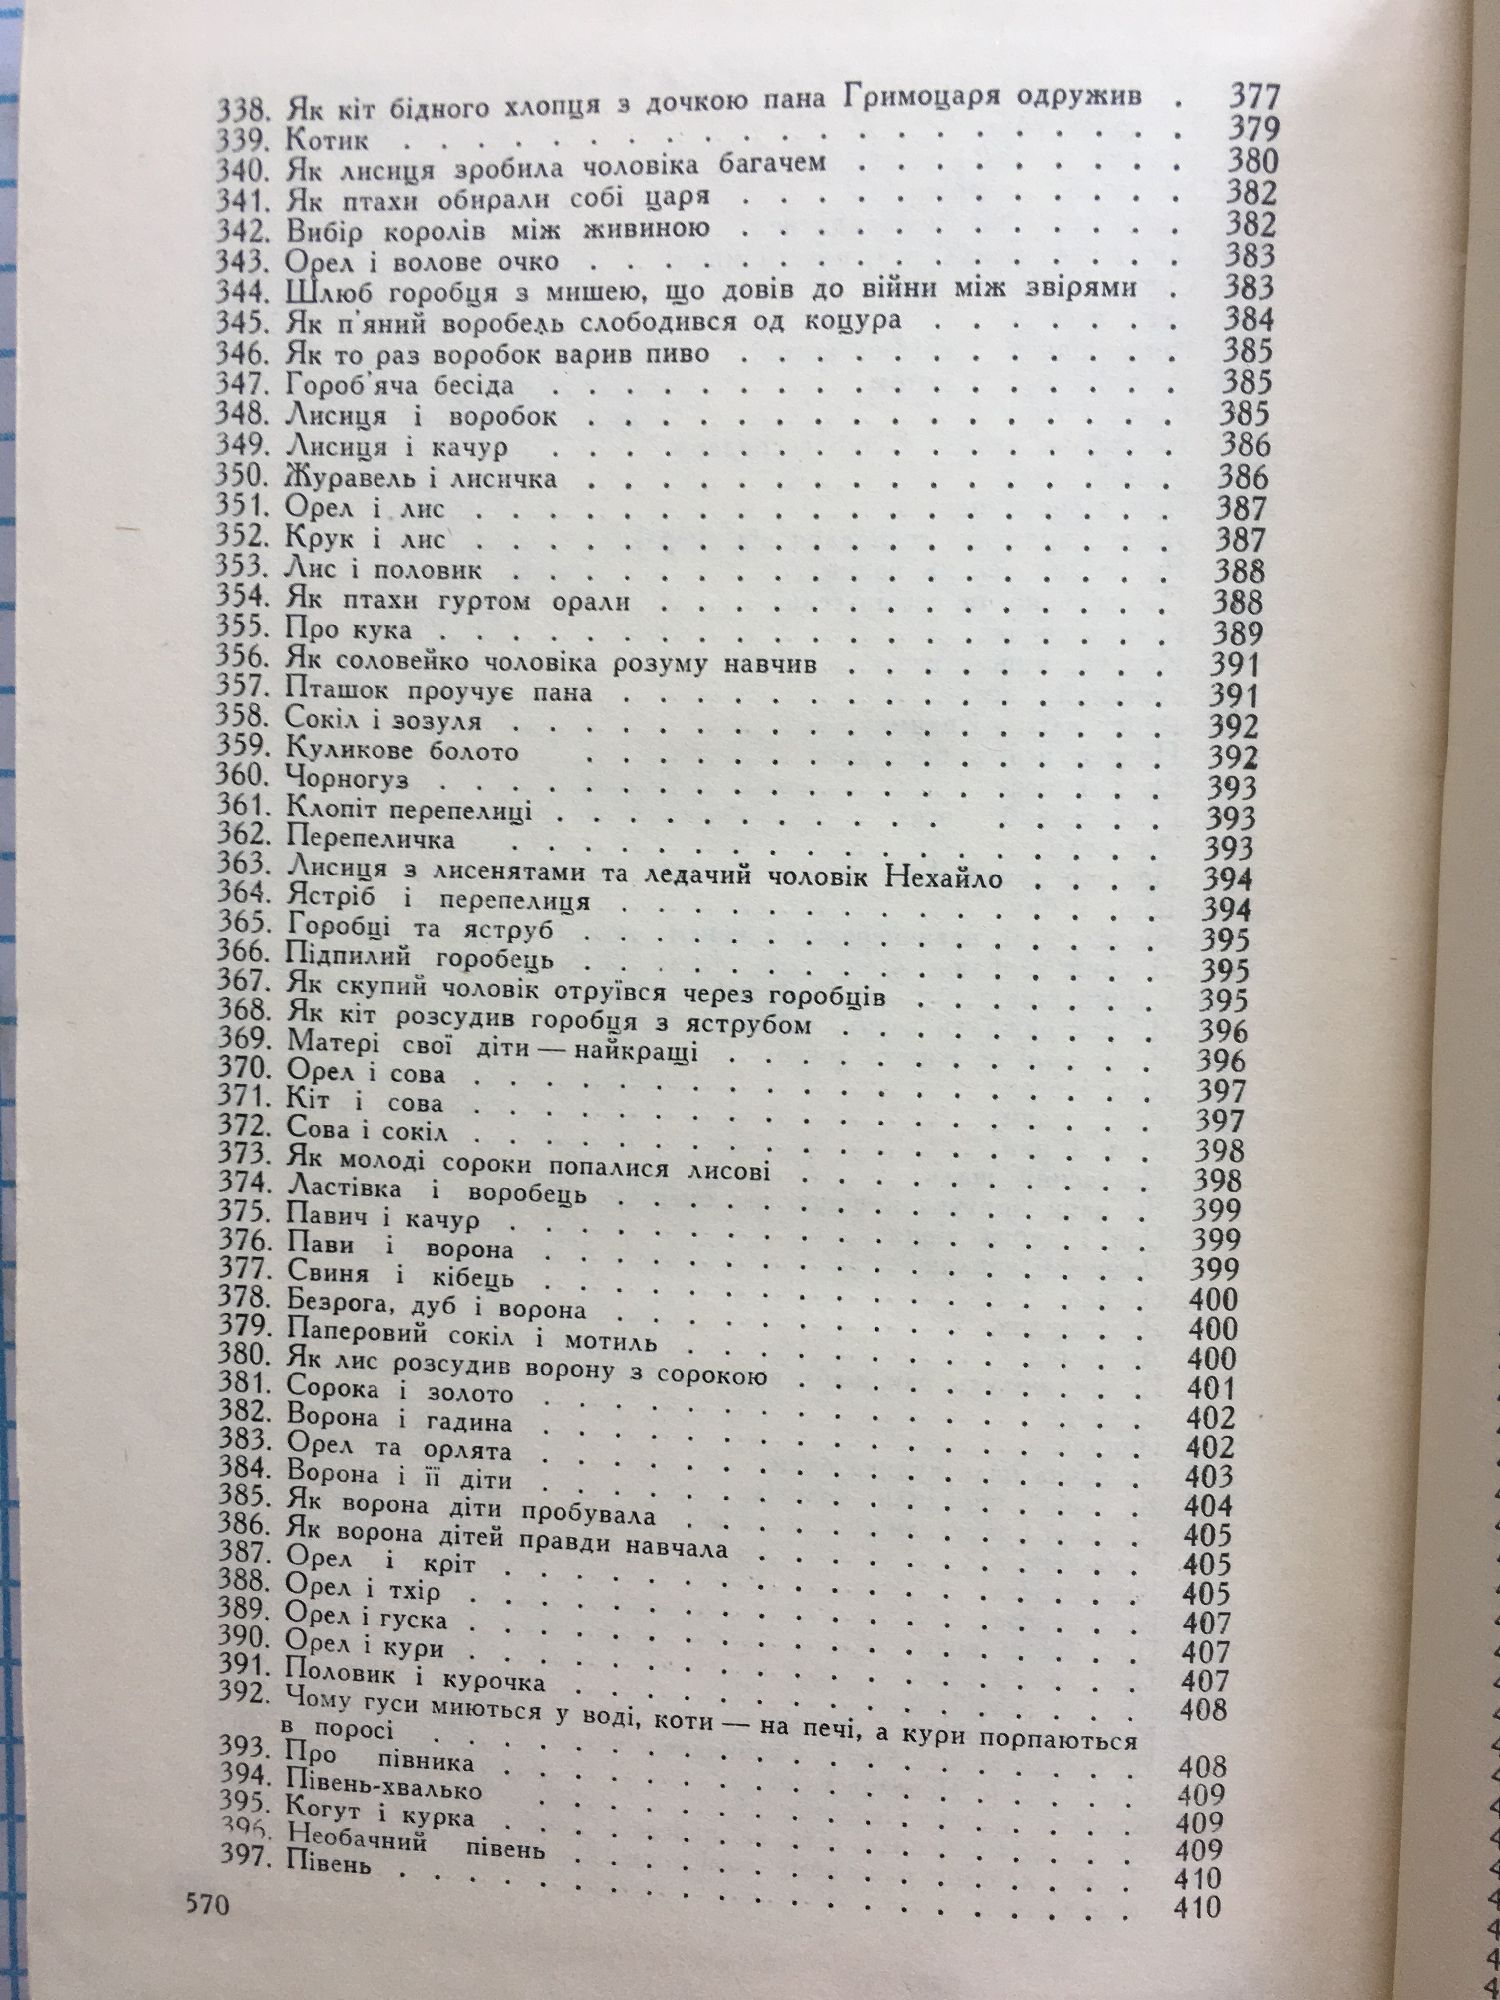 338. Як кіт бідного хлопця з дочкою пана Гримоцаря одружив . 377
339. Котик . . . . . . . . . . . . . . . . . . . . . 379
340. Як лисиця зробила чоловіка багачем . . . . . . . . . 380
341. Як птахи обирали собі царя . . . . . . . . . . . . 382
342. Вибір королів між живиною . . . . . . . . . . . . 382
343. Орел і волове очко . . . . . . . . . . . . . . . . 383
344. Шлюб горобця з мишею, що довів до війни між звірями . 383
345. Як п'яний воробель слободився од коцура . . . . . . . 384
346. Як то раз воробок варив пиво . . . . . . . . . . . . 385
347. Гороб'яча бесіда . . . . . . . . . . . . . . . . . 385
348. Лисиця і воробок . . . . . . . . . . . . . . . . 385
349. Лисиця і качур . . . . . . . . . . . . . . . . . 386
350. Журавель і лисичка . . . . . . . . . . . . . . . . 386
351. Орел і лис . . . . . . . . . . . . . . . . . . . 387
352. Крук і лис . . . . . . . . . . . . . . . . . . . 387
353. Лис і половик . . . . . . . . . . . . . . . . . . 388
354. Як птахи гуртом орали . . . . . . . . . . . . . . 388
355. Про кука . . . . . . . . . . . . . . . . . . . . 389
356. Як соловейко чоловіка розуму навчив . . . . . . . . . 391
357. Пташок проучує пана . . . . . . . . . . . . . . . 391
358. Сокіл і зозуля . . . . . . . . . . . . . . . . . . 392
359. Куликове болото . . . . . . . . . . . . . . . . 392
360. Чорногуз . . . . . . . . . . . . . . . . . . . . 393
361. Клопіт перепелиці . . . . . . . . . . . . . . . . 393
362. Перепеличка . . . . . . . . . . . . . . . . . . 393
363. Лисиця з лисенятами та ледачий чоловік Нехайло . . . . 394
364. Ястріб і перепелиця . . . . . . . . . . . . . . . 394
365. Горобці та яструб . . . . . . . . . . . . . . . . 395
366. Підпилий горобець . . . . . . . . . . . . . . . . 395
367. Як скупий чоловік отруївся через горобців . . . . . . . 395
368. Як кіт розсудив горобця з яструбом . . . . . . . . . 396
369. Матері свої діти — найкращі . . . . . . . . . . . . 396
370. Орел і сова . . . . . . . . . . . . . . . . . . . 397
371. Кіт і сова . . . . . . . . . . . . . . . . . . . 397
372. Сова і сокіл . . . . . . . . . . . . . . . . . . . 398
373. Як молоді сороки попалися лисові . . . . . . . . . . 398
374. Ластівка і воробець . . . . . . . . . . . . . . . 399
375. Павич і качур . . . . . . . . . . . . . . . . . . 399
376. Пави і ворона . . . . . . . . . . . . . . . . . 399
377. Свиня і кібець . . . . . . . . . . . . . . . . . 400
378. Безрога, дуб і ворона . . . . . . . . . . . . . . . 400
379. Паперовий сокіл і мотиль . . . . . . . . . . . . . 400
380. Як лис розсудив ворону з сорокою . . . . . . . . . . 401
381. Сорока і золото . . . . . . . . . . . . . . . . . 402
382. Ворона і гадина . . . . . . . . . . . . . . . . . 402
383. Орел та орлята . . . . . . . . . . . . . . . . . 403
384. Ворона і її діти . . . . . . . . . . . . . . . . . 404
385. Як ворона діти пробувала . . . . . . . . . . . . . 405
386. Як ворона дітей правди навчала . . . . . . . . . . . 405
387. Орел і кріт . . . . . . . . . . . . . . . . . . 405
388. Орел і тхір . . . . . . . . . . . . . . . . . . . 407
389. Орел і гуска . . . . . . . . . . . . . . . . . . . 407
390. Орел і кури . . . . . . . . . . . . . . . . . . . 407
391. Половик і курочка . . . . . . . . . . . . . . . . 408
392. Чому гуси миються у воді, коти — на печі, а кури порпаються
в поросі . . . . . . . . . . . . . . . . . . . . 408
393. Про півника . . . . . . . . . . . . . . . . . . 409
394. Півень-хвалько . . . . . . . . . . . . . . . . . 409
395. Когут і курка . . . . . . . . . . . . . . . . . . 409
396. Необачний півень . . . . . . . . . . . . . . . . 410
397. Півень . . . . . . . . . . . . . . . . . . . . . 410
570